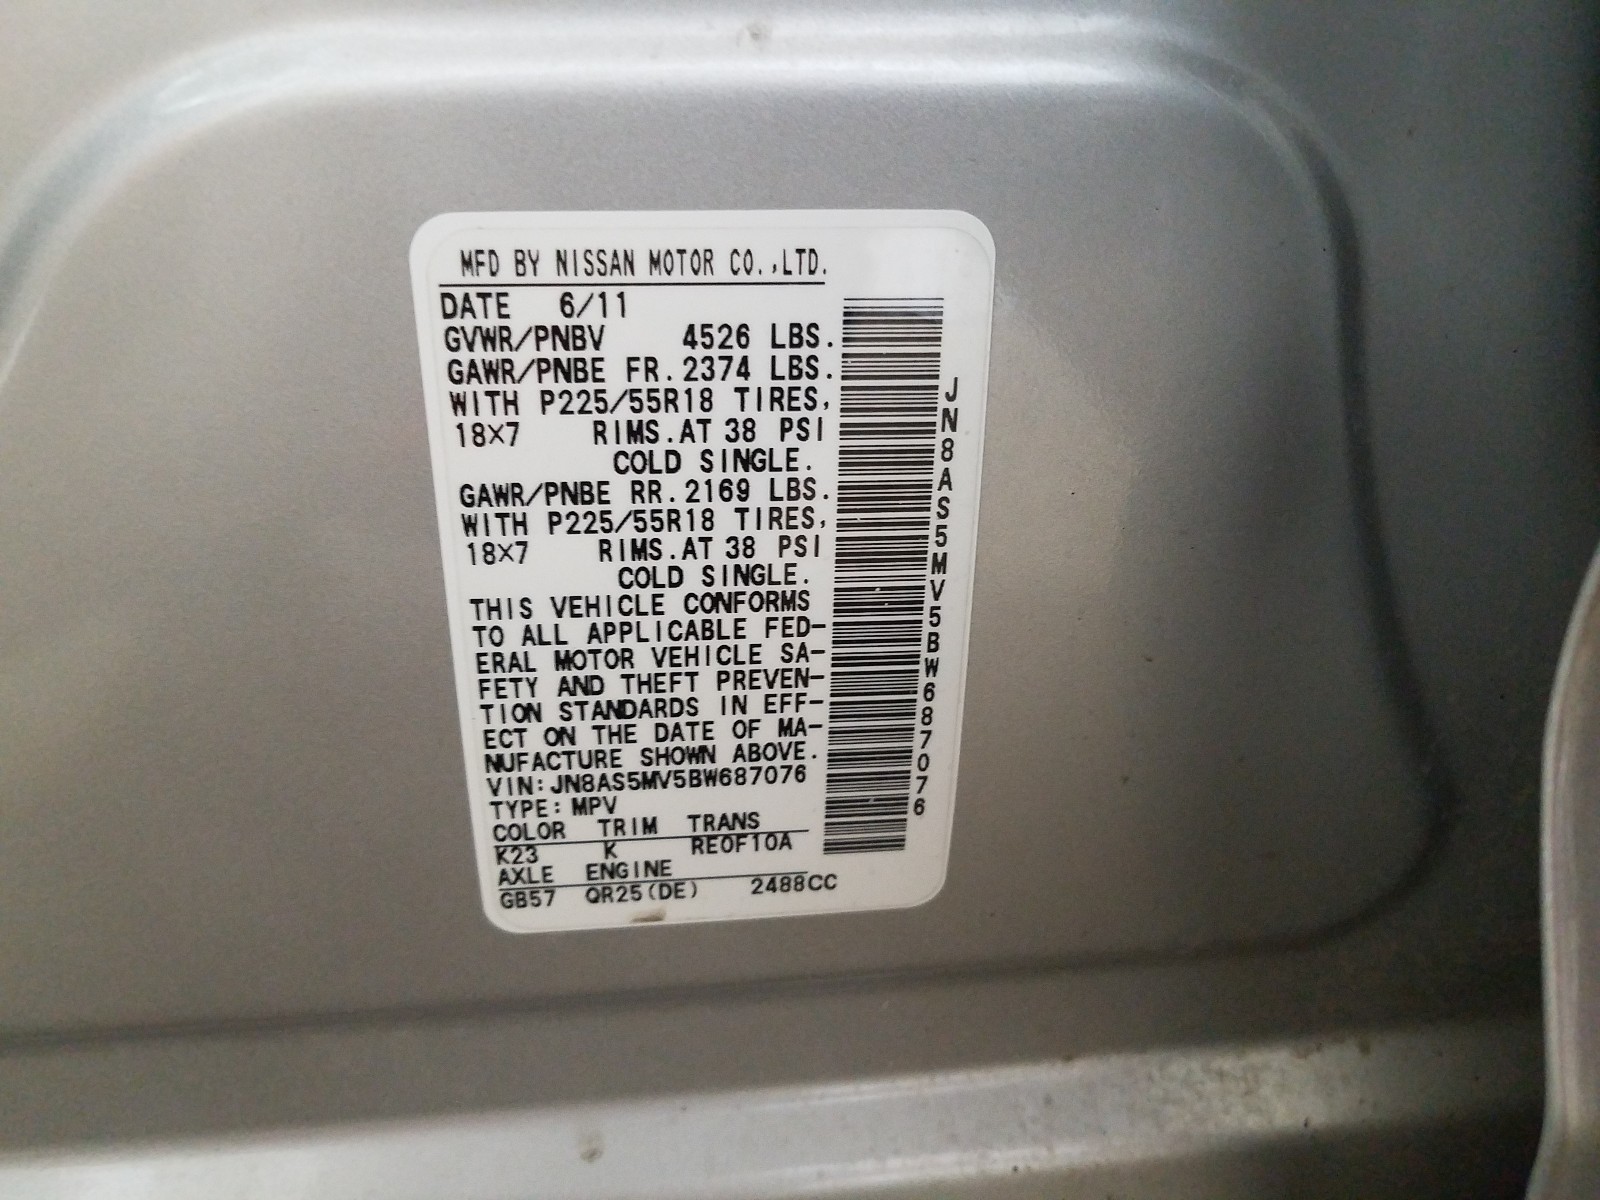 MFD BY NISSAN MOTOR CO.,LTD.
DATE 6/11
GVWR/PNBV 4526 LBS.
GAWR/PNBE FR. 2374 LBS.
WITH P225/55R18 TIRES,
18×7 RIMS. AT 38 PSI
COLD SINGLE.
GAWR/PNBE RR. 2169 LBS.
WITH P225/55R18 TIRES,
18×7 RIMS. AT 38 PSI
COLD SINGLE.
THIS VEHICLE CONFORMS
TO ALL APPLICABLE FED-
ERAL MOTOR VEHICLE SA-
FETY AND THEFT PREVEN-
TION STANDARDS IN EFF-
ECT ON THE DATE OF MA-
NUFACTURE SHOWN ABOVE.
VIN:JN8AS5MV5BW687076
TYPE: MPV
COLOR TRIM TRANS
K23 K RE0F10A
AXLE ENGINE
GB57 QR25(DE) 2488CC
JN8AS5MV5BW687076